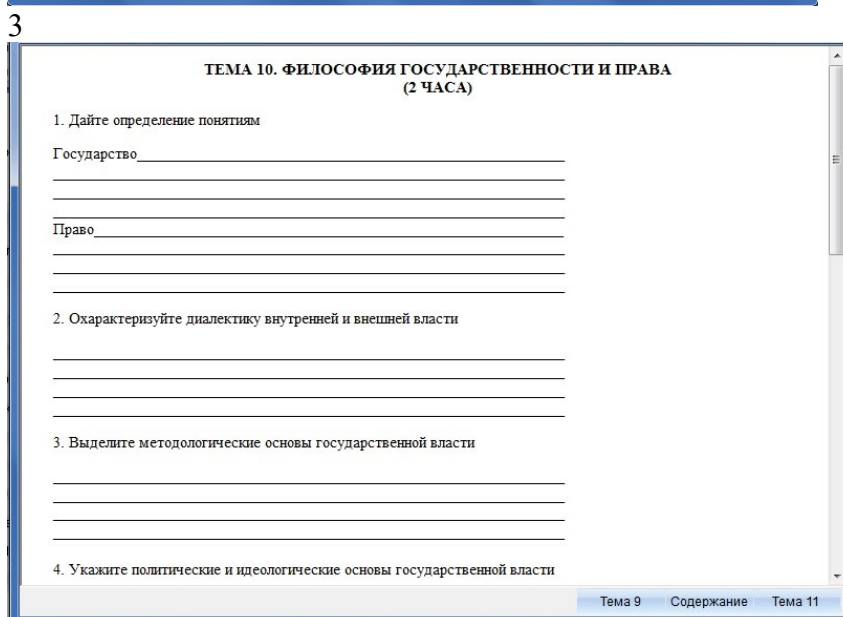 3
ТЕМА 10. ФИЛОСОФИЯ ГОСУДАРСТВЕННОСТИ И ПРАВА
(2 ЧАСА)
1. Дайте определение понятиям
Государство
Право
2. Охарактеризуйте диалектику внутренней и внешней власти
3. Выделите методологические основы государственной власти
4. Укажите политические и идеологические основы государственной власти
Тема 9 Содержание Тема 11